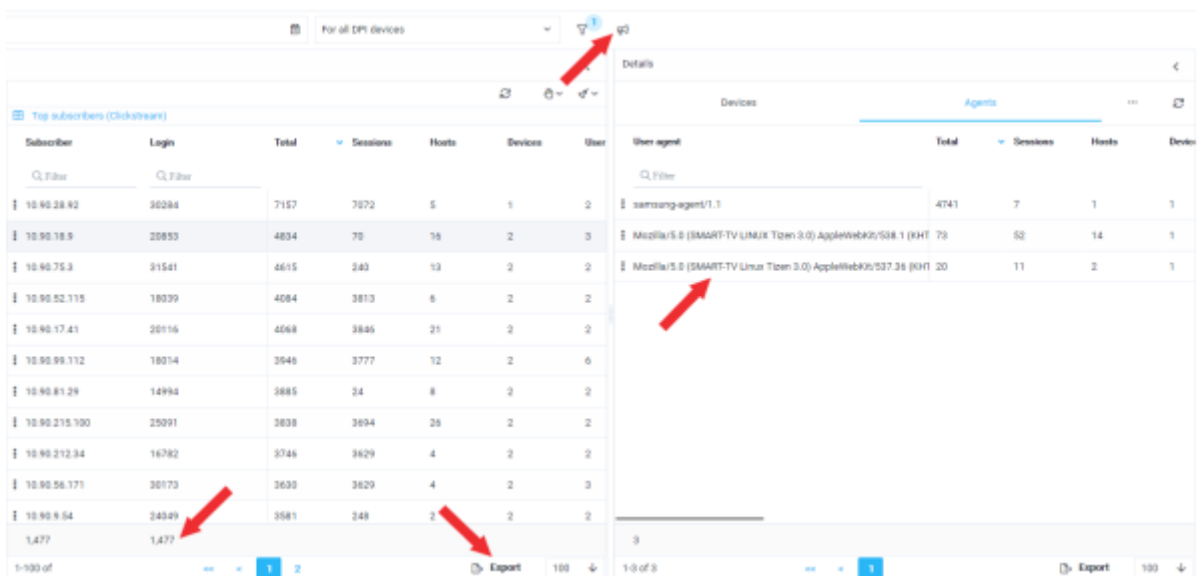 For all DPI devices
1
Details
Devices Agents ...
Top subscribers (Clickstream)
Subscriber Login Total Sessions Hosts Devices User
User agent Total Sessions Hosts Devic
Filter Filter
Filter
10.90.28.92 30284 7157 7072 5 1 2
samsung-agent/1.1 4741 7 1 1
10.90.18.9 20853 4834 70 16 2 3
Mozilla/5.0 (SMART-TV LINUX Tizen 3.0) AppleWebKit/538.1 (KHT 73 52 14 1
10.90.75.3 31541 4615 240 13 2 2
Mozilla/5.0 (SMART-TV Linux Tizen 3.0) AppleWebKit/537.36 (KHT 20 11 2 1
10.90.52.115 18039 4084 3813 6 2 2
10.90.17.41 20116 4068 3846 21 2 2
10.90.99.112 18014 3946 3777 12 2 6
10.90.81.29 14994 3885 24 8 2 2
10.90.215.100 25091 3838 3694 26 2 2
10.90.212.34 16782 3746 3629 4 2 2
10.90.56.171 30173 3630 3629 4 2 3
10.90.9.54 24049 3581 248 2 2 2
1,477 1,477
3
1-100 of « < 1 2 Export 100
1-3 of 3 « < 1 Export 100